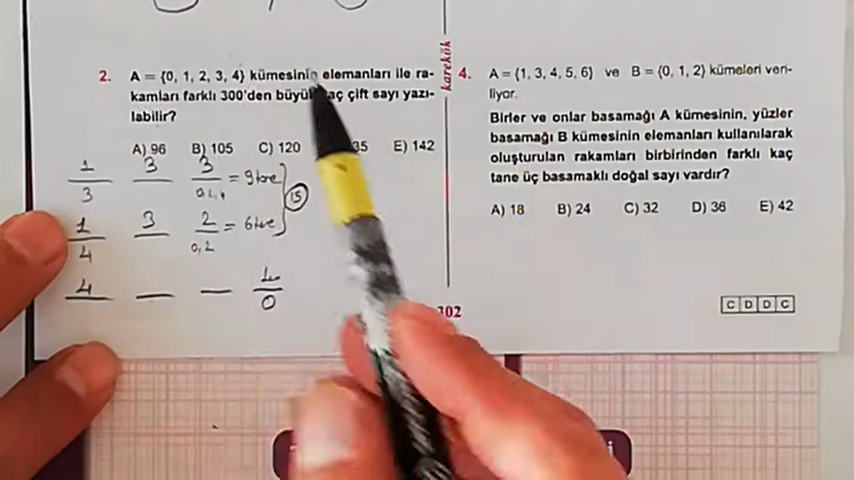 2. A = {0, 1, 2, 3, 4} kümesinin elemanları ile ra-
kamları farklı 300'den büyük kaç çift sayı yazı-
labilir?
A) 96 B) 105 C) 120 35 E) 142
1 3 3
3 0,2,4 = 9 tane
1 3 2
4 0,2 = 6 tane
15
4
0
karekök
4. A = {1, 3, 4, 5, 6} ve B = {0, 1, 2} kümeleri veri-
liyor.
Birler ve onlar basamağı A kümesinin, yüzler
basamağı B kümesinin elemanları kullanılarak
oluşturulan rakamları birbirinden farklı kaç
tane üç basamaklı doğal sayı vardır?
A) 18 B) 24 C) 32 D) 36 E) 42
302
C D D C